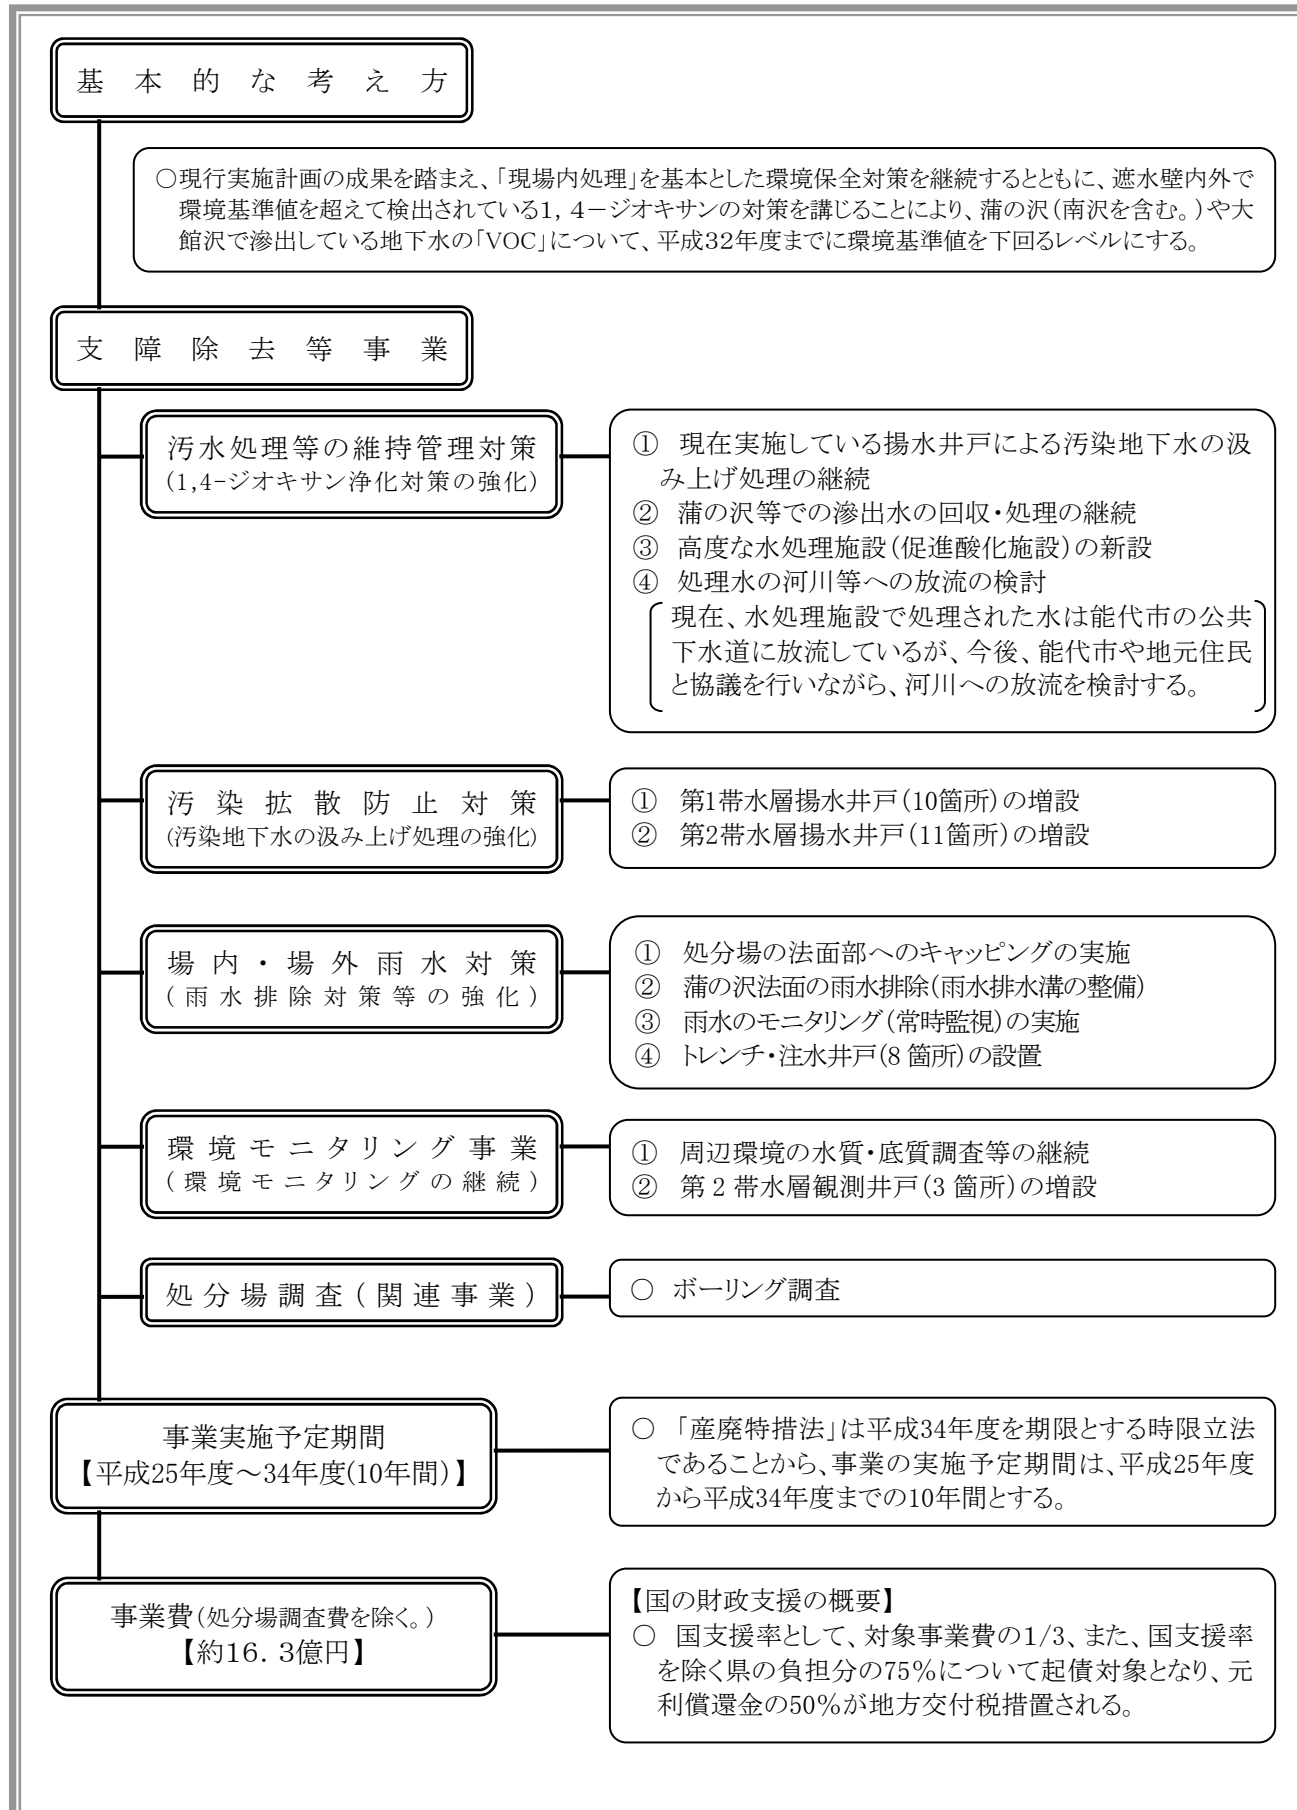 基本的な考え方
○現行実施計画の成果を踏まえ、「現場内処理」を基本とした環境保全対策を継続するとともに、遮水壁内外で
環境基準値を超えて検出されている1，4－ジオキサンの対策を講じることにより、蒲の沢（南沢を含む。）や大
館沢で滲出している地下水の「VOC」について、平成３２年度までに環境基準値を下回るレベルにする。
支障除去等事業
汚水処理等の維持管理対策
(1,4-ジオキサン浄化対策の強化)
① 現在実施している揚水井戸による汚染地下水の汲
み上げ処理の継続
② 蒲の沢等での滲出水の回収・処理の継続
③ 高度な水処理施設（促進酸化施設）の新設
④ 処理水の河川等への放流の検討
現在、水処理施設で処理された水は能代市の公共
下水道に放流しているが、今後、能代市や地元住民
と協議を行いながら、河川への放流を検討する。
汚染拡散防止対策
(汚染地下水の汲み上げ処理の強化)
① 第1帯水層揚水井戸（10箇所）の増設
② 第2帯水層揚水井戸（11箇所）の増設
場内・場外雨水対策
(雨水排除対策等の強化)
① 処分場の法面部へのキャッピングの実施
② 蒲の沢法面の雨水排除(雨水排水溝の整備)
③ 雨水のモニタリング（常時監視）の実施
④ トレンチ・注水井戸(8箇所)の設置
環境モニタリング事業
(環境モニタリングの継続)
① 周辺環境の水質・底質調査等の継続
② 第2帯水層観測井戸（3箇所）の増設
処分場調査(関連事業)
○ ボーリング調査
事業実施予定期間
【平成25年度～34年度(10年間)】
○ 「産廃特措法」は平成34年度を期限とする時限立法
であることから、事業の実施予定期間は、平成25年度
から平成34年度までの10年間とする。
事業費(処分場調査費を除く。)
【約16．3億円】
【国の財政支援の概要】
○ 国支援率として、対象事業費の1/3、また、国支援率
を除く県の負担分の75％について起債対象となり、元
利償還金の50％が地方交付税措置される。